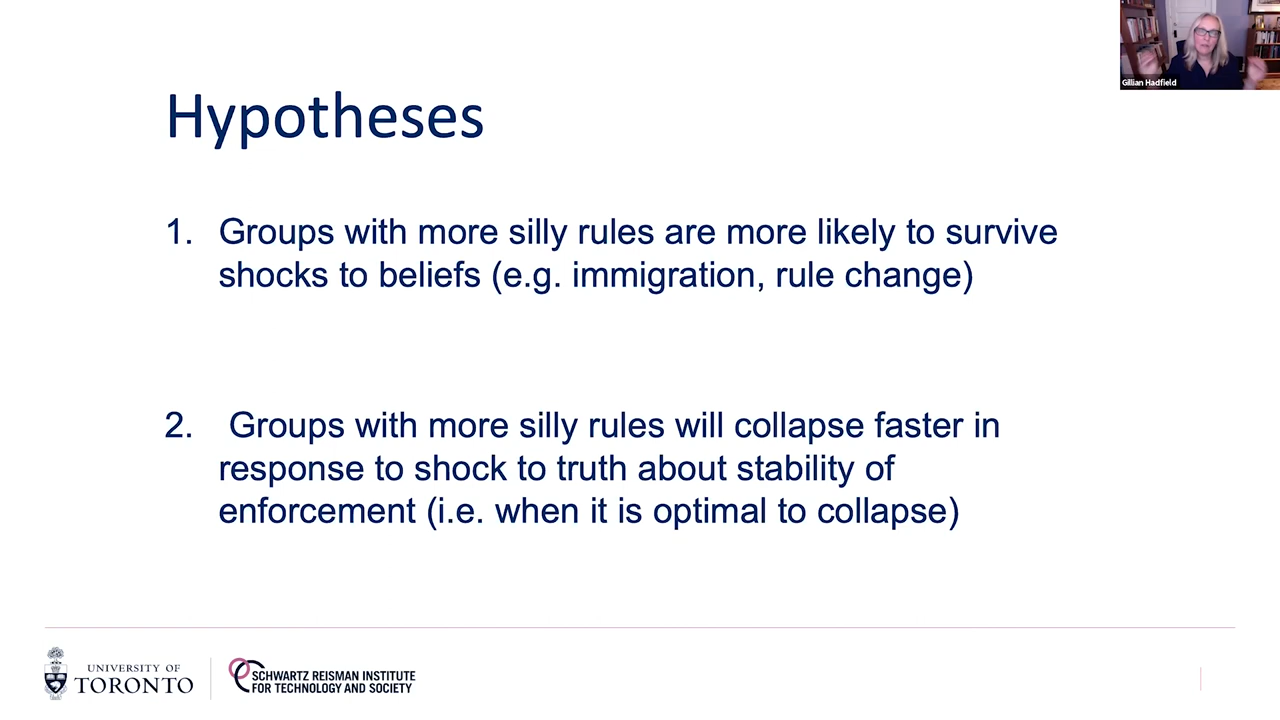 Gillian Hadfield
Hypotheses
1. Groups with more silly rules are more likely to survive
shocks to beliefs (e.g. immigration, rule change)
2. Groups with more silly rules will collapse faster in
response to shock to truth about stability of
enforcement (i.e. when it is optimal to collapse)
UNIVERSITY OF
TORONTO
SCHWARTZ REISMAN INSTITUTE
FOR TECHNOLOGY AND SOCIETY